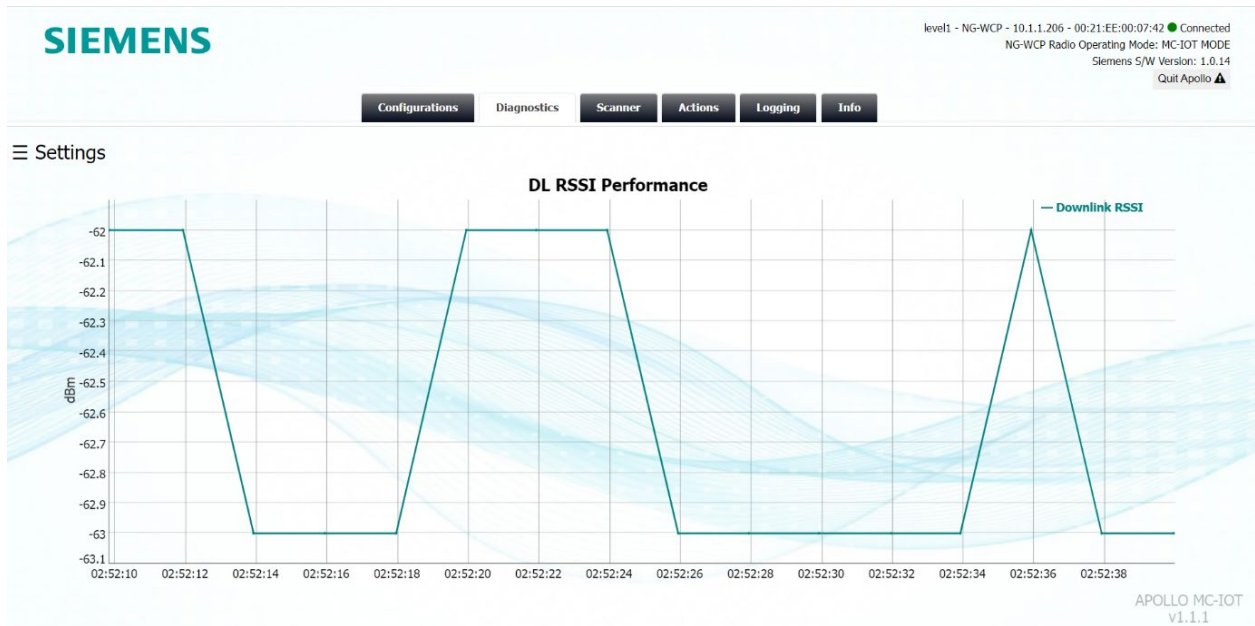 SIEMENS
level1 - NG-WCP - 10.1.1.206 - 00:21:EE:00:07:42 Connected
NG-WCP Radio Operating Mode: MC-IOT MODE
Siemens S/W Version: 1.0.14
Quit Apollo
Configurations Diagnostics Scanner Actions Logging Info
Settings
DL RSSI Performance
Downlink RSSI
dBm
-62
-62.1
-62.2
-62.3
-62.4
-62.5
-62.6
-62.7
-62.8
-62.9
-63
-63.1
02:52:10 02:52:12 02:52:14 02:52:16 02:52:18 02:52:20 02:52:22 02:52:24 02:52:26 02:52:28 02:52:30 02:52:32 02:52:34 02:52:36 02:52:38
APOLLO MC-IOT
v1.1.1